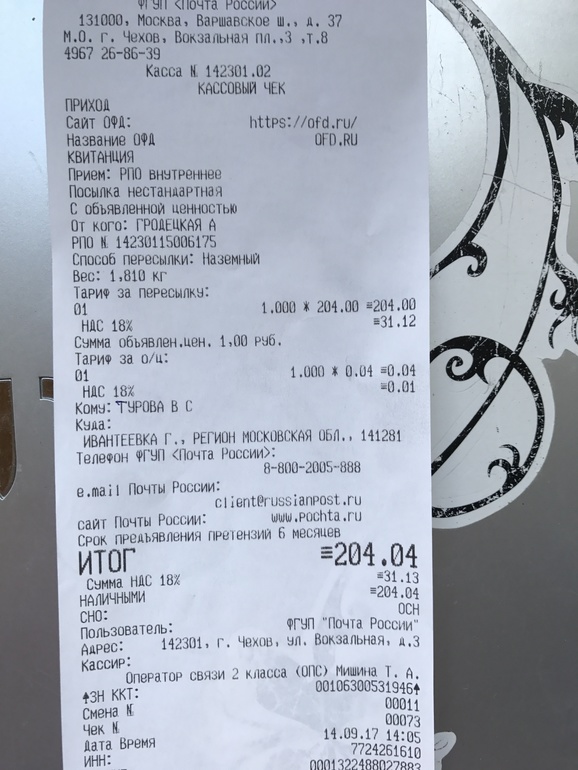 ФГУП <Почта России>
131000, Москва, Варшавское ш., д. 37
М.О. г. Чехов, Вокзальная пл.,3 ,т.8
4967 26-86-39
Касса № 142301.02
КАССОВЫЙ ЧЕК
ПРИХОД
Сайт ОФД: https://ofd.ru/
Название ОФД OFD.RU
КВИТАНЦИЯ
Прием: РПО внутреннее
Посылка нестандартная
С объявленной ценностью
От кого: ГРОДЕЦКАЯ А
РПО № 14230115006175
Способ пересылки: Наземный
Вес: 1,810 кг
Тариф за пересылку:
01 1.000 * 204.00 ≡204.00
НДС 18% ≡31.12
Сумма объявлен.цен. 1,00 руб.
Тариф за о/ц:
01 1.000 * 0.04 ≡0.04
НДС 18% ≡0.01
Кому: ТУРОВА В С
Куда:
ИВАНТЕЕВКА Г., РЕГИОН МОСКОВСКАЯ ОБЛ., 141281
Телефон ФГУП <Почта России>:
8-800-2005-888
e.mail Почты России:
client@russianpost.ru
сайт Почты России: www.pochta.ru
Срок предъявления претензий 6 месяцев
ИТОГ ≡204.04
Сумма НДС 18% ≡31.13
НАЛИЧНЫМИ ≡204.04
СНО: ОСН
Пользователь: ФГУП "Почта России"
Адрес: 142301, г. Чехов, ул. Вокзальная, д.3
Кассир:
Оператор связи 2 класса (ОПС) Мишина Т. А.
ЗН ККТ: 00106300531946
Смена № 00011
Чек № 00073
Дата Время 14.09.17 14:05
ИНН: 7724261610
0001322488027883